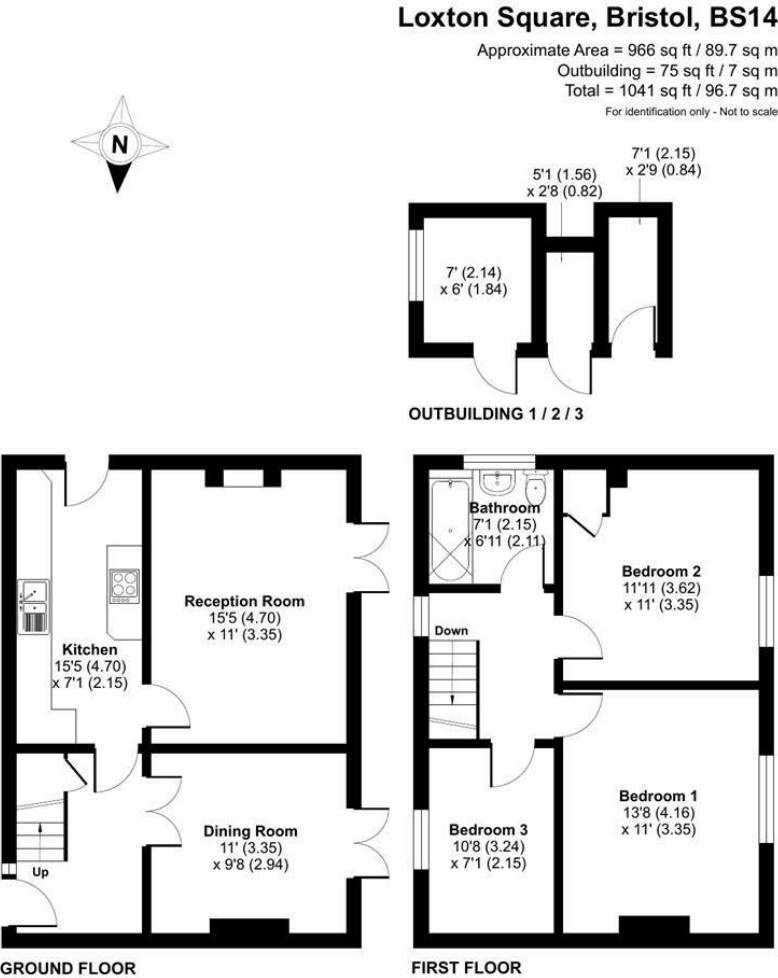 Loxton Square, Bristol, BS14
Approximate Area = 966 sq ft / 89.7 sq m
Outbuilding = 75 sq ft / 7 sq m
Total = 1041 sq ft / 96.7 sq m
For identification only - Not to scale
N
7'1 (2.15)
x 2'9 (0.84)
5'1 (1.56)
x 2'8 (0.82)
7' (2.14)
x 6' (1.84)
OUTBUILDING 1 / 2 / 3
Reception Room
15'5 (4.70)
x 11' (3.35)
Kitchen
15'5 (4.70)
x 7'1 (2.15)
Dining Room
11' (3.35)
x 9'8 (2.94)
Up
GROUND FLOOR
Bathroom
7'1 (2.15)
x 6'11 (2.11)
Bedroom 2
11'11 (3.62)
x 11' (3.35)
Down
Bedroom 1
13'8 (4.16)
x 11' (3.35)
Bedroom 3
10'8 (3.24)
x 7'1 (2.15)
FIRST FLOOR